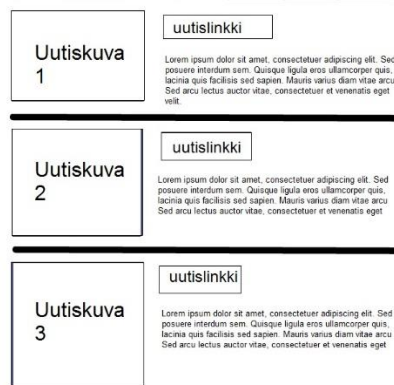 Uutiskuva
1
uutislinkki
Lorem ipsum dolor sit amet, consectetuer adipiscing elit. Sed
posuere interdum sem. Quisque ligula eros ullamcorper quis,
lacinia quis facilisis sed sapien. Mauris varius diam vitae arcu
Sed arcu lectus auctor vitae, consectetuer et venenatis eget
velit.
Uutiskuva
2
uutislinkki
Lorem ipsum dolor sit amet, consectetuer adipiscing elit. Sed
posuere interdum sem. Quisque ligula eros ullamcorper quis,
lacinia quis facilisis sed sapien. Mauris varius diam vitae arcu
Sed arcu lectus auctor vitae, consectetuer et venenatis eget
Uutiskuva
3
uutislinkki
Lorem ipsum dolor sit amet, consectetuer adipiscing elit. Sed
posuere interdum sem. Quisque ligula eros ullamcorper quis,
lacinia quis facilisis sed sapien. Mauris varius diam vitae arcu
Sed arcu lectus auctor vitae, consectetuer et venenatis eget